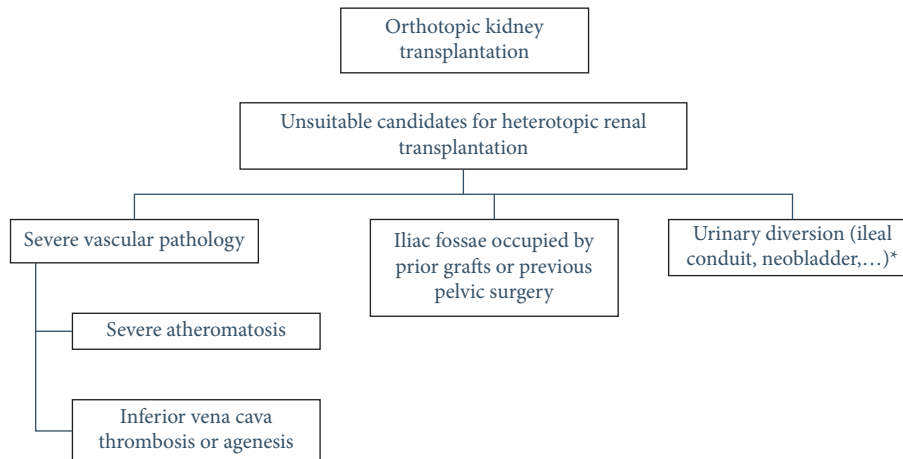 Orthotopic kidney
transplantation
Unsuitable candidates for heterotopic renal
transplantation
Severe vascular pathology
Iliac fossae occupied by
prior grafts or previous
pelvic surgery
Urinary diversion (ileal
conduit, neobladder,…)*
Severe atheromatosis
Inferior vena cava
thrombosis or agenesis